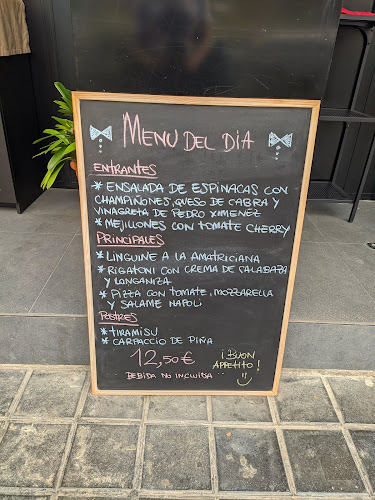 MENU DEL DIA
ENTRANTES
* ENSALADA DE ESPINACAS CON
CHAMPIÑONES, QUESO DE CABRA Y
VINAGRETA DE PEDRO XIMENEZ
* MEJILLONES CON TOMATE CHERRY
PRINCIPALES
* LINGUINE A LA AMATRICIANA
* RIGATONI CON CREMA DE CALABAZA
Y LONGANIZA
* PIZZA CON TOMATE, MOZZARELLA
Y SALAME NAPOLI
POSTRES
* TIRAMISU
* CARPACCIO DE PIÑA
12,50€
BEBIDA NO INCLUIDA
¡BUON
APPETITO!